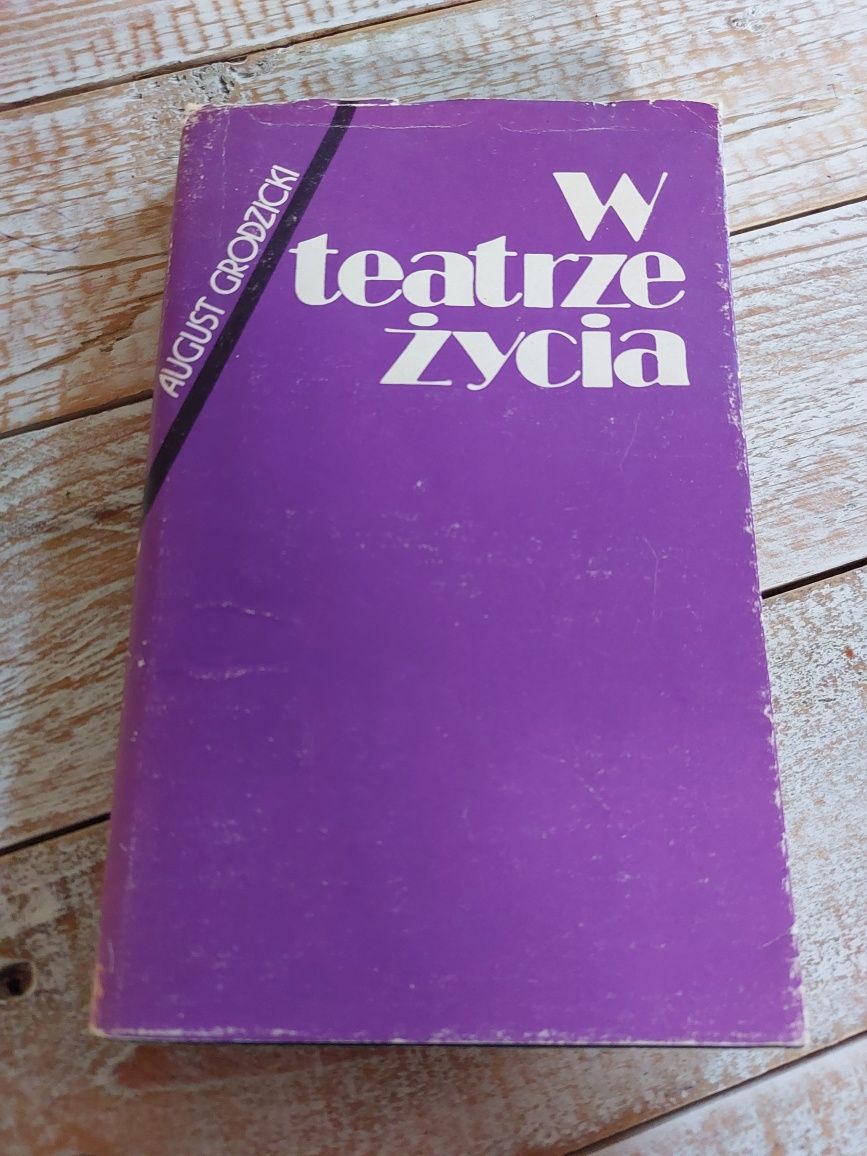 AUGUST GRODZICKI
W
teatrze
życia